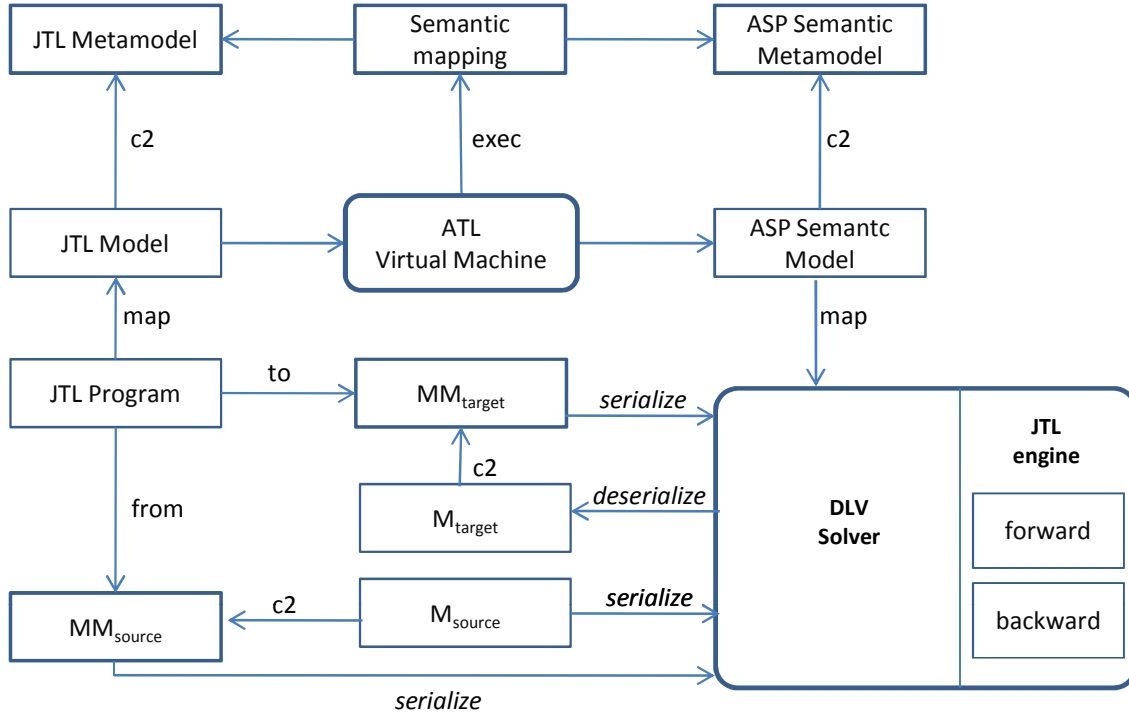 JTL Metamodel
Semantic
mapping
ASP Semantic
Metamodel
c2
exec
c2
JTL Model
ATL
Virtual Machine
ASP Semantc
Model
map
map
JTL Program
to
MMtarget
serialize
JTL
engine
c2
from
deserialize
Mtarget
DLV
Solver
forward
MMsource
c2
Msource
serialize
backward
serialize